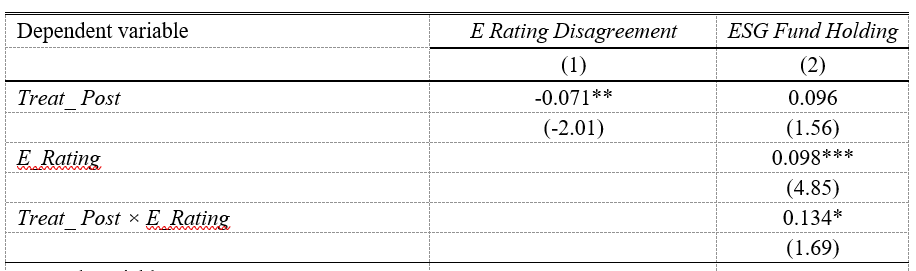 Dependent variable E Rating Disagreement ESG Fund Holding
(1) (2)
Treat_ Post -0.071** 0.096
(-2.01) (1.56)
E_Rating 0.098***
(4.85)
Treat_ Post × E_Rating 0.134*
(1.69)